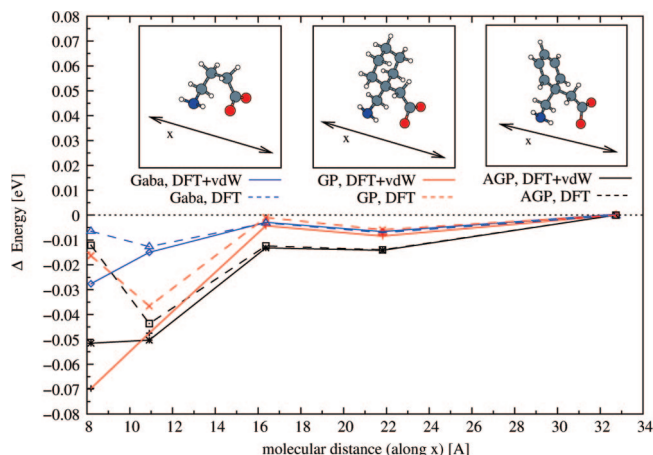 0.08
0.07
0.06
0.05
0.04
0.03
0.02
0.01
0
−0.01
−0.02
−0.03
−0.04
−0.05
−0.06
−0.07
−0.08
Δ Energy [eV]
x
x
x
Gaba, DFT+vdW
Gaba, DFT
GP, DFT+vdW
GP, DFT
AGP, DFT+vdW
AGP, DFT
8 10 12 14 16 18 20 22 24 26 28 30 32 34
molecular distance (along x) [A]